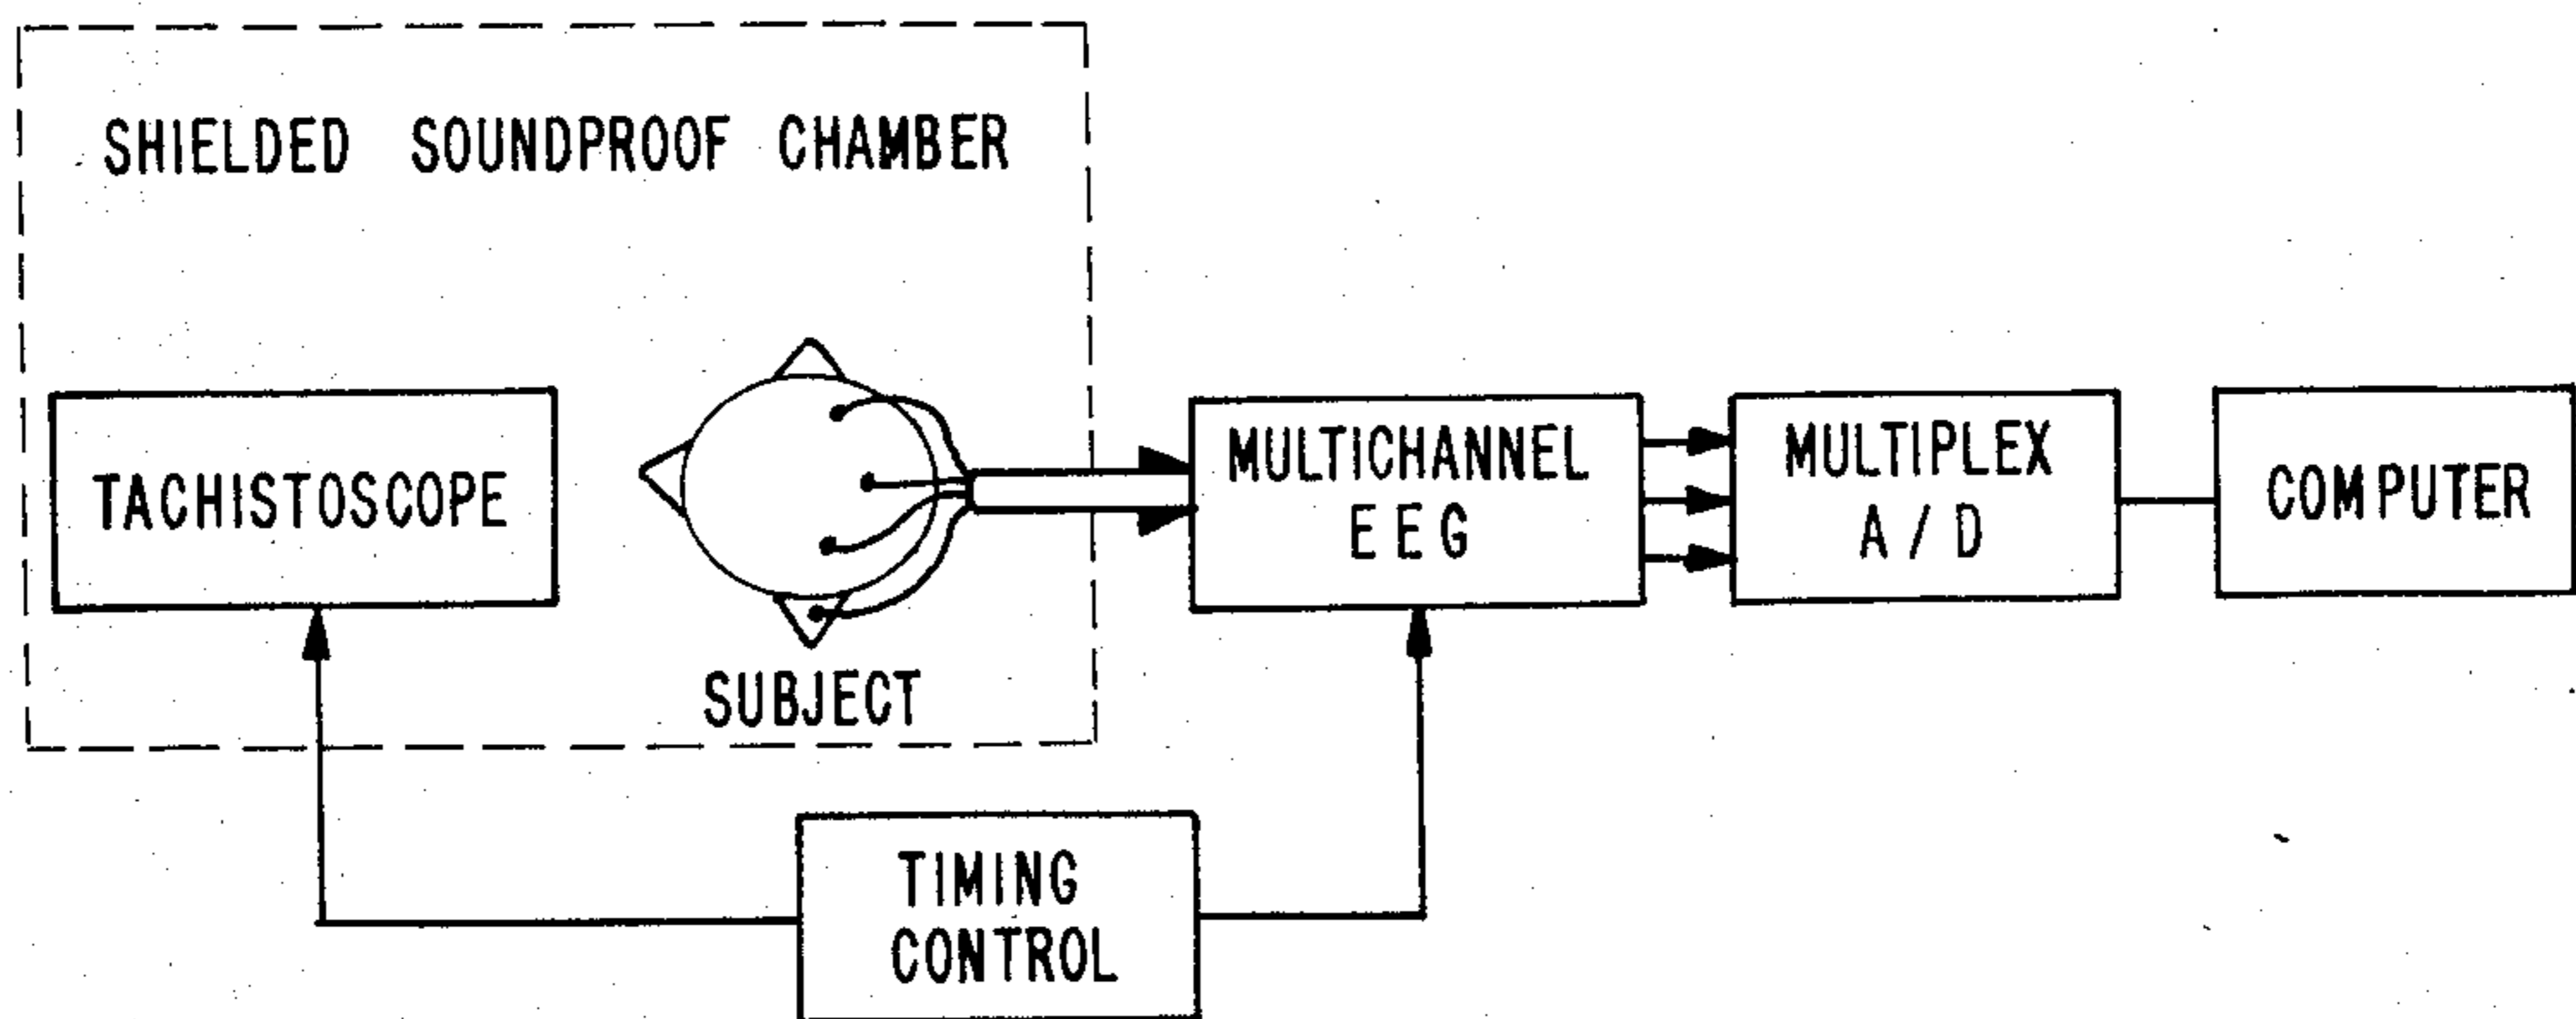 SHIELDED SOUNDPROOF CHAMBER
TACHISTOSCOPE
SUBJECT
MULTICHANNEL
EEG
MULTIPLEX
A/D
COMPUTER
TIMING
CONTROL